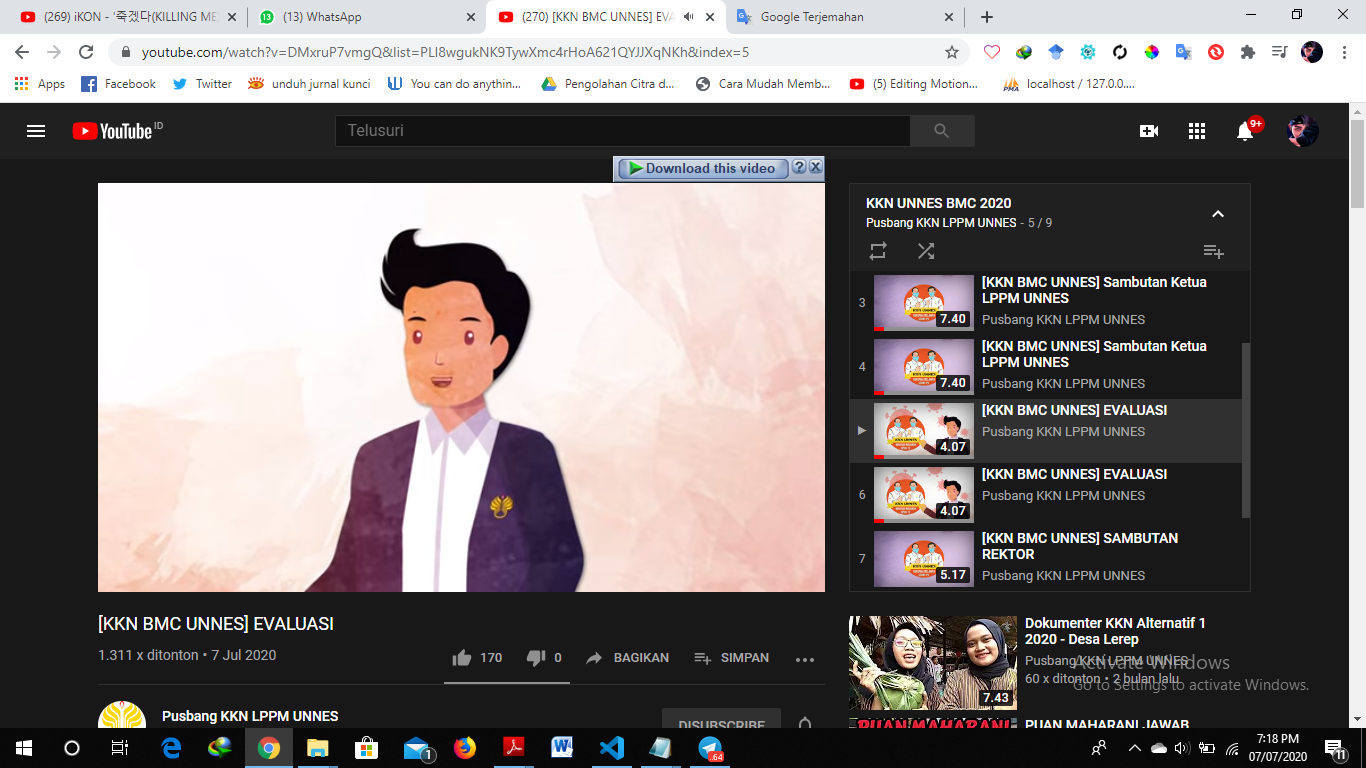 (269) iKON - '죽겠다(KILLING ME
(13) WhatsApp
(270) [KKN BMC UNNES] EVA
Google Terjemahan
youtube.com/watch?v=DMxruP7vmgQ&list=PLI8wgukNK9TywXmc4rHoA621QYJJXqNKh&index=5
Apps
Facebook
Twitter
unduh jurnal kunci
You can do anythin...
Pengolahan Citra d...
Cara Mudah Memb...
(5) Editing Motion...
PMA
localhost / 127.0.0....
YouTube ID
Telusuri
9+
Download this video
KKN UNNES BMC 2020
Pusbang KKN LPPM UNNES - 5 / 9
3
7.40
[KKN BMC UNNES] Sambutan Ketua
LPPM UNNES
Pusbang KKN LPPM UNNES
4
7.40
[KKN BMC UNNES] Sambutan Ketua
LPPM UNNES
Pusbang KKN LPPM UNNES
4.07
[KKN BMC UNNES] EVALUASI
Pusbang KKN LPPM UNNES
6
4.07
[KKN BMC UNNES] EVALUASI
Pusbang KKN LPPM UNNES
7
5.17
[KKN BMC UNNES] SAMBUTAN
REKTOR
Pusbang KKN LPPM UNNES
[KKN BMC UNNES] EVALUASI
1.311 x ditonton • 7 Jul 2020
170
0
BAGIKAN
SIMPAN
Pusbang KKN LPPM UNNES
DISUBSCRIBE
7.43
Dokumenter KKN Alternatif 1
2020 - Desa Lerep
Pusbang KKN LPPM UNNES
60 x ditonton • 2 bulan lalu
PUAN MAHARANI
PUAN MAHARANI JAWAB
Activate Windows
Go to Settings to activate Windows.
1
64
7:18 PM
07/07/2020
11